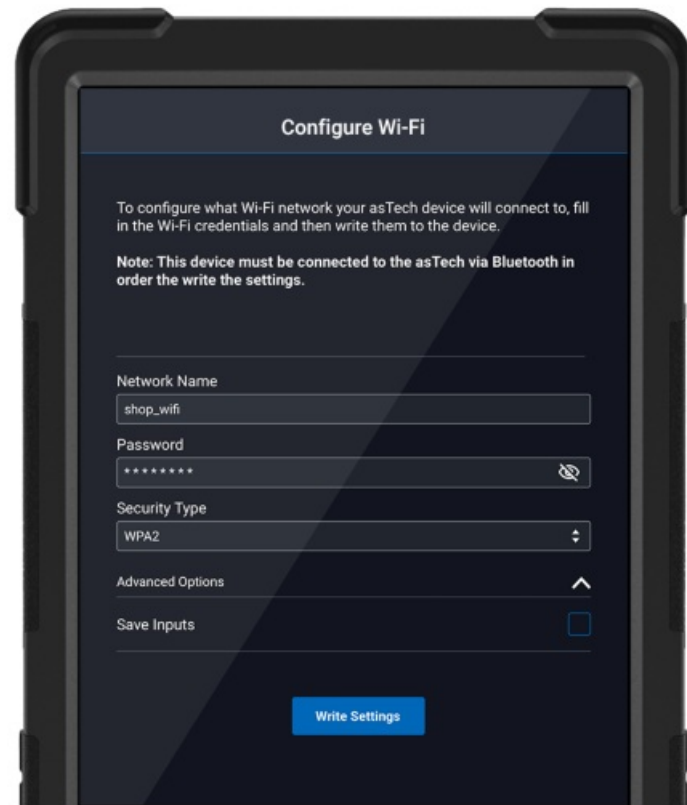 Configure Wi-Fi
To configure what Wi-Fi network your asTech device will connect to, fill
in the Wi-Fi credentials and then write them to the device.
Note: This device must be connected to the asTech via Bluetooth in
order the write the settings.
Network Name
shop_wifi
Password
********
Security Type
WPA2
Advanced Options
Save Inputs
Write Settings